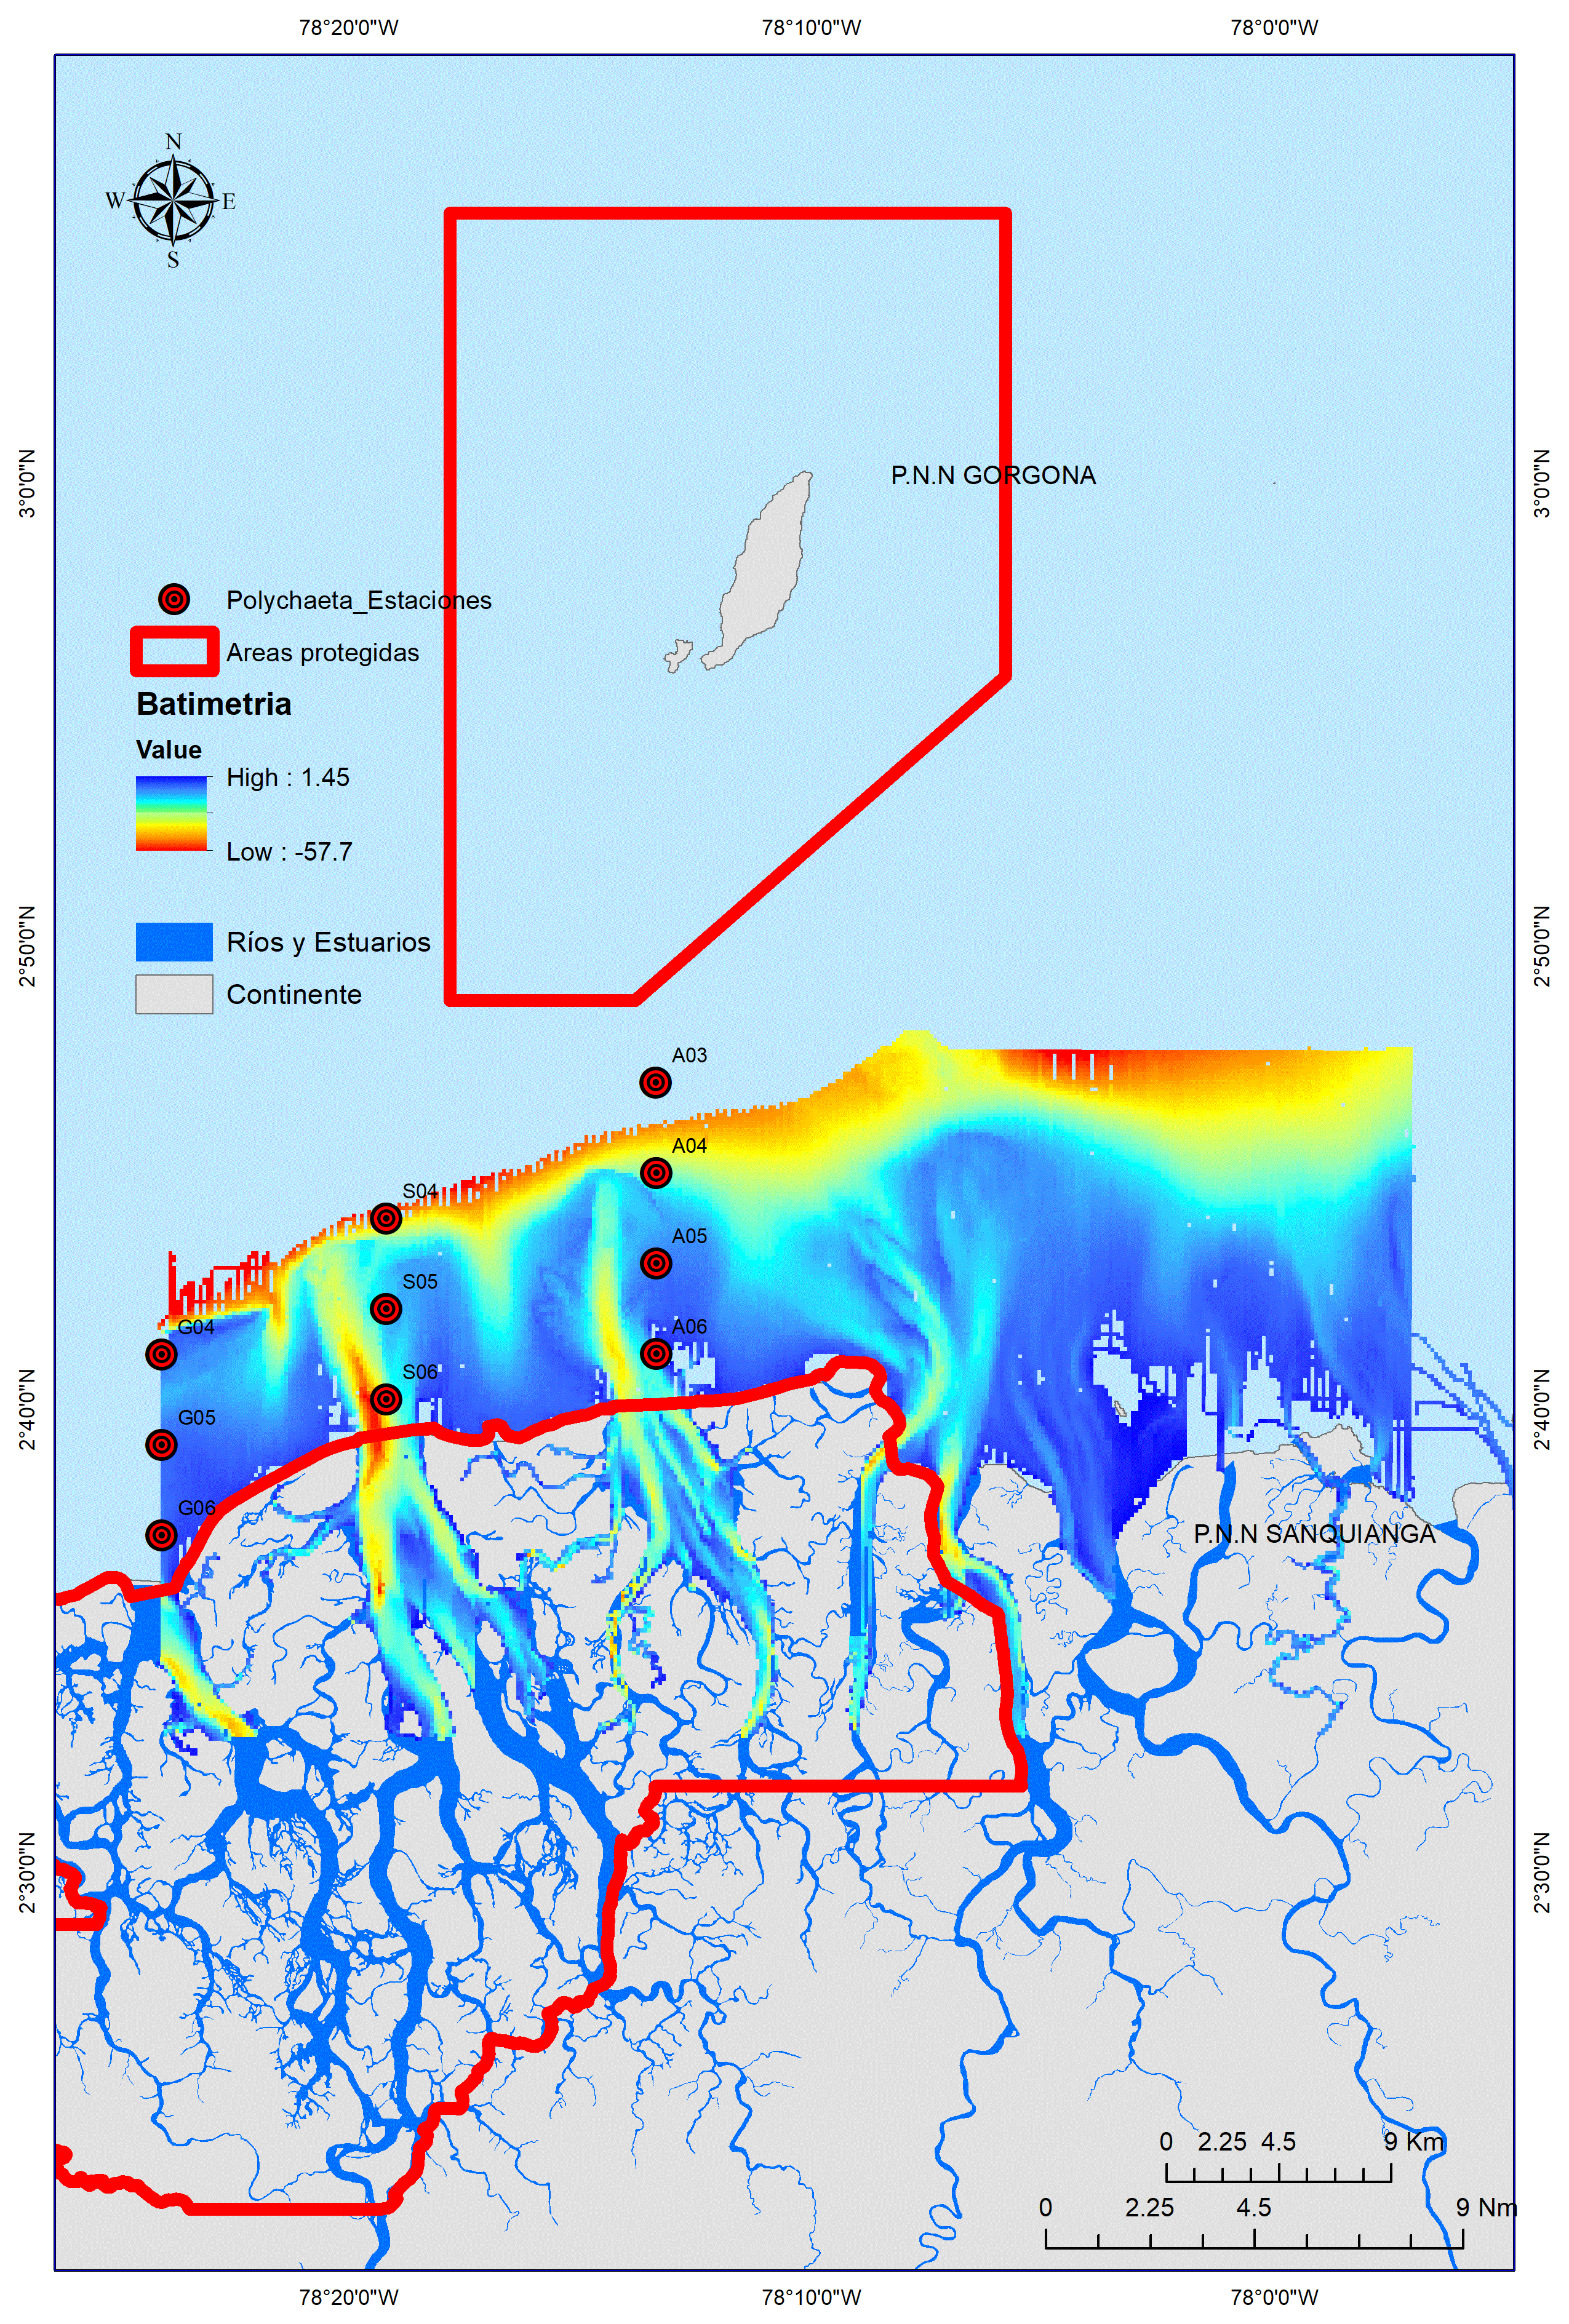 78°20'0"W 78°10'0"W 78°0'0"W
N
W E
S
3°0'0"N 3°0'0"N
P.N.N GORGONA
Polychaeta_Estaciones
Areas protegidas
Batimetria
Value
High : 1.45
Low : -57.7
Ríos y Estuarios
Continente
2°50'0"N 2°50'0"N
A03
A04
S04
A05
S05
G04
A06
S06
2°40'0"N 2°40'0"N
G05
G06
P.N.N SANQUIANGA
2°30'0"N 2°30'0"N
0 2.25 4.5 9 Km
0 2.25 4.5 9 Nm
78°20'0"W 78°10'0"W 78°0'0"W